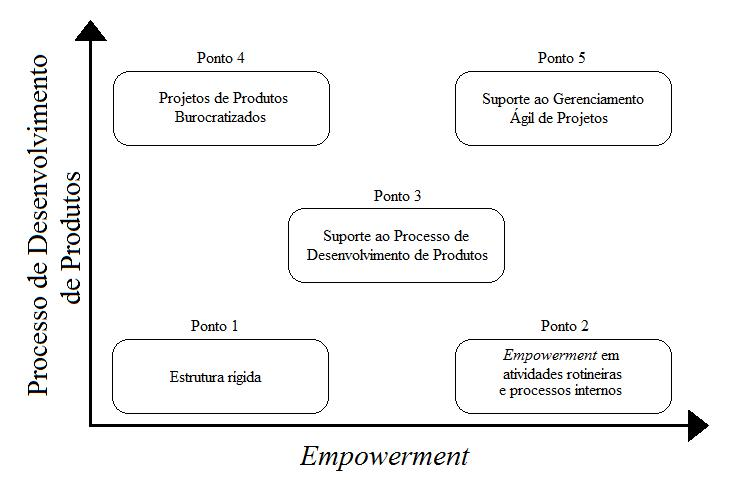 Processo de Desenvolvimento
de Produtos
Ponto 4
Projetos de Produtos
Burocratizados
Ponto 5
Suporte ao Gerenciamento
Ágil de Projetos
Ponto 3
Suporte ao Processo de
Desenvolvimento de Produtos
Ponto 1
Estrutura rígida
Ponto 2
Empowerment em
atividades rotineiras
e processos internos
Empowerment